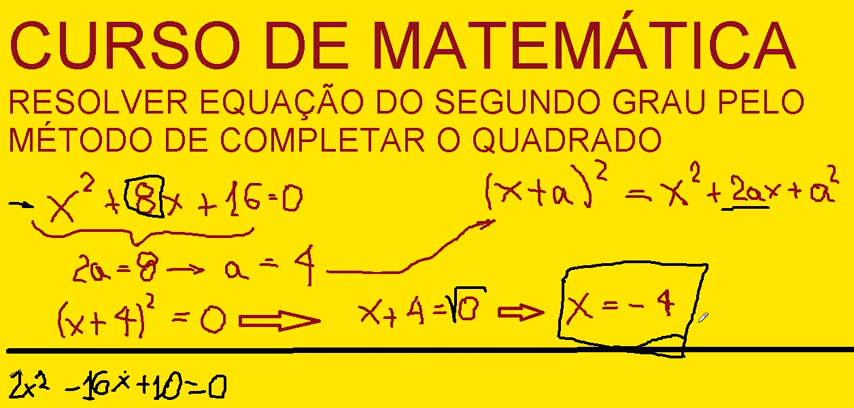 CURSO DE MATEMÁTICA
RESOLVER EQUAÇÃO DO SEGUNDO GRAU PELO
MÉTODO DE COMPLETAR O QUADRADO
→ x² + 8x + 16 = 0
(x+a)² = x² + 2ax + a²
2a = 8 → a = 4
(x+4)² = 0 ⇒ x+4 = √0 ⇒ x = -4
2x² - 16x + 10 = 0